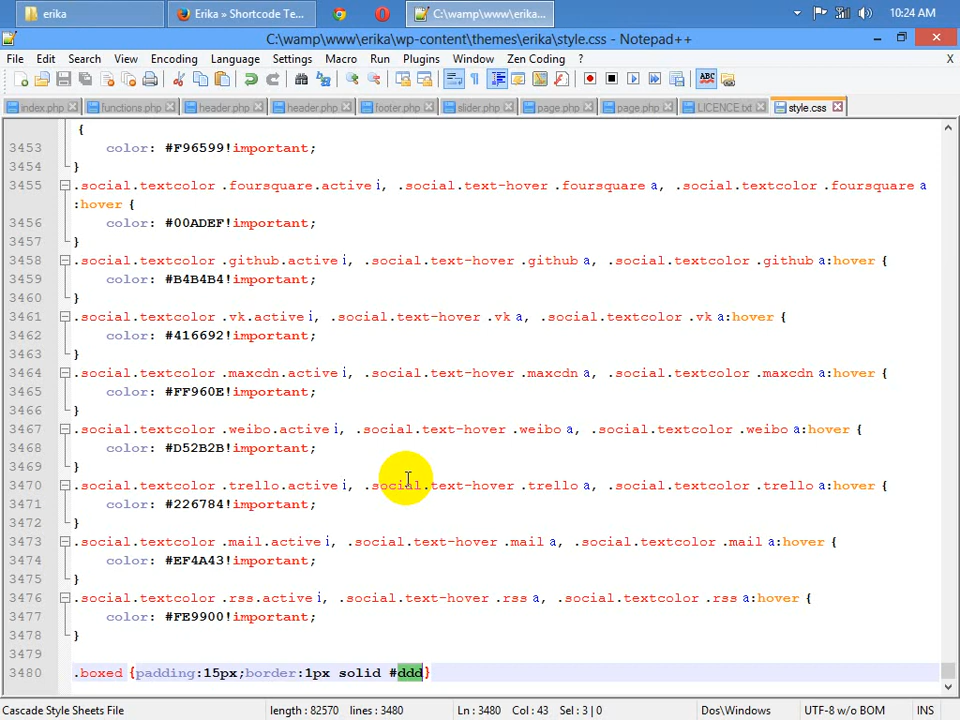 erika
Erika » Shortcode Te...
C:\wamp\www\erika...
10:24 AM
C:\wamp\www\erika\wp-content\themes\erika\style.css - Notepad++
File Edit Search View Encoding Language Settings Macro Run Plugins Window Zen Coding ? X
ABC
index.php functions.php header.php header.php footer.php slider.php page.php page.php LICENCE.txt style.css
{
3453 color: #F96599!important;
3454 }
3455 .social.textcolor .foursquare.active i, .social.text-hover .foursquare a, .social.textcolor .foursquare a
:hover {
3456 color: #00ADEF!important;
3457 }
3458 .social.textcolor .github.active i, .social.text-hover .github a, .social.textcolor .github a:hover {
3459 color: #B4B4B4!important;
3460 }
3461 .social.textcolor .vk.active i, .social.text-hover .vk a, .social.textcolor .vk a:hover {
3462 color: #416692!important;
3463 }
3464 .social.textcolor .maxcdn.active i, .social.text-hover .maxcdn a, .social.textcolor .maxcdn a:hover {
3465 color: #FF960E!important;
3466 }
3467 .social.textcolor .weibo.active i, .social.text-hover .weibo a, .social.textcolor .weibo a:hover {
3468 color: #D52B2B!important;
3469 }
3470 .social.textcolor .trello.active i, .social.text-hover .trello a, .social.textcolor .trello a:hover {
3471 color: #226784!important;
3472 }
3473 .social.textcolor .mail.active i, .social.text-hover .mail a, .social.textcolor .mail a:hover {
3474 color: #EF4A43!important;
3475 }
3476 .social.textcolor .rss.active i, .social.text-hover .rss a, .social.textcolor .rss a:hover {
3477 color: #FE9900!important;
3478 }
3479
3480 .boxed {padding:15px;border:1px solid #ddd}
Cascade Style Sheets File length : 82570 lines : 3480 Ln : 3480 Col : 43 Sel : 3 | 0 Dos\Windows UTF-8 w/o BOM INS